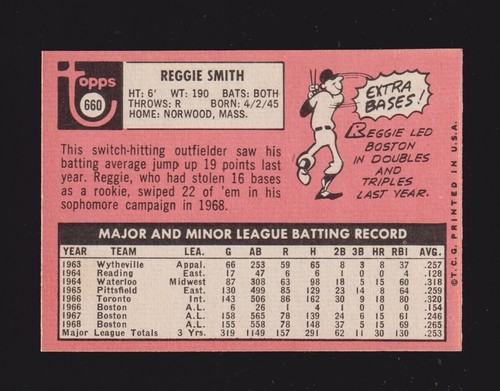 topps
660
REGGIE SMITH
HT: 6' WT: 190 BATS: BOTH
THROWS: R BORN: 4/2/45
HOME: NORWOOD, MASS.
This switch-hitting outfielder saw his
batting average jump up 19 points last
year. Reggie, who had stolen 16 bases
as a rookie, swiped 22 of 'em in his
sophomore campaign in 1968.
EXTRA
BASES!
REGGIE LED
BOSTON
IN DOUBLES
AND
TRIPLES
LAST YEAR.
MAJOR AND MINOR LEAGUE BATTING RECORD
YEAR TEAM LEA. G AB R H 2B 3B HR RBI AVG.
1963 Wytheville Appal. 66 253 59 65 8 3 8 37 .257
1964 Reading East. 17 47 6 6 1 0 0 4 .128
1964 Waterloo Midwest 87 308 63 98 18 5 15 60 .318
1965 Pittsfield East. 130 499 85 129 23 14 8 64 .259
1966 Toronto Int. 143 506 86 162 30 9 18 80 .320
1966 Boston A.L. 6 26 1 4 1 0 0 0 .154
1967 Boston A.L. 158 565 78 139 24 6 15 61 .246
1968 Boston A.L. 155 558 78 148 37 5 15 69 .265
Major League Totals 3 Yrs. 319 1149 157 291 62 11 30 130 .253
© T.C.G. PRINTED IN U.S.A.